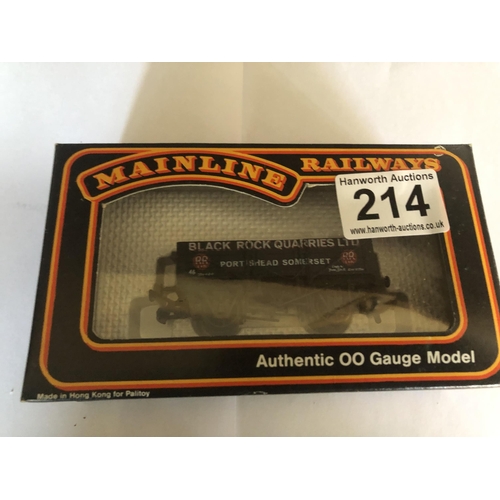 MAINLINE RAILWAYS
Hanworth Auctions
214
www.hanworth-auctions.co.uk
BLACK ROCK QUARRIES LTD
PORTISHEAD SOMERSET
Authentic OO Gauge Model
Made in Hong Kong for Palitoy